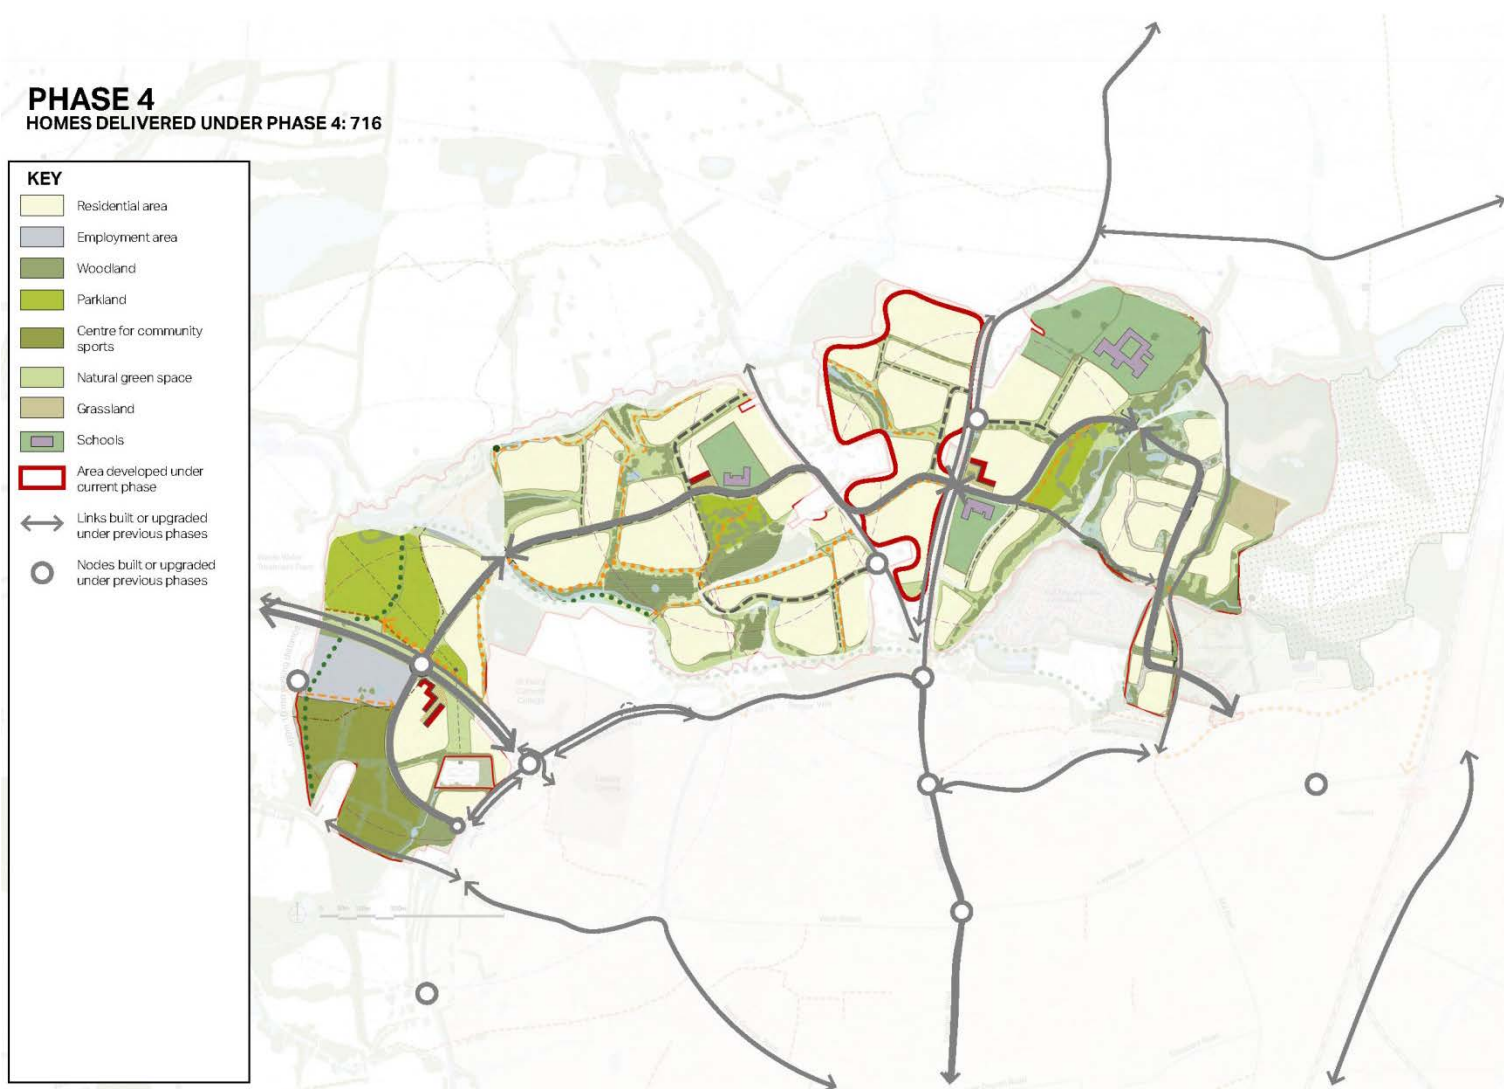 PHASE 4
HOMES DELIVERED UNDER PHASE 4: 716
KEY
Residential area
Employment area
Woodland
Parkland
Centre for community
sports
Natural green space
Grassland
Schools
Area developed under
current phase
Links built or upgraded
under previous phases
Nodes built or upgraded
under previous phases